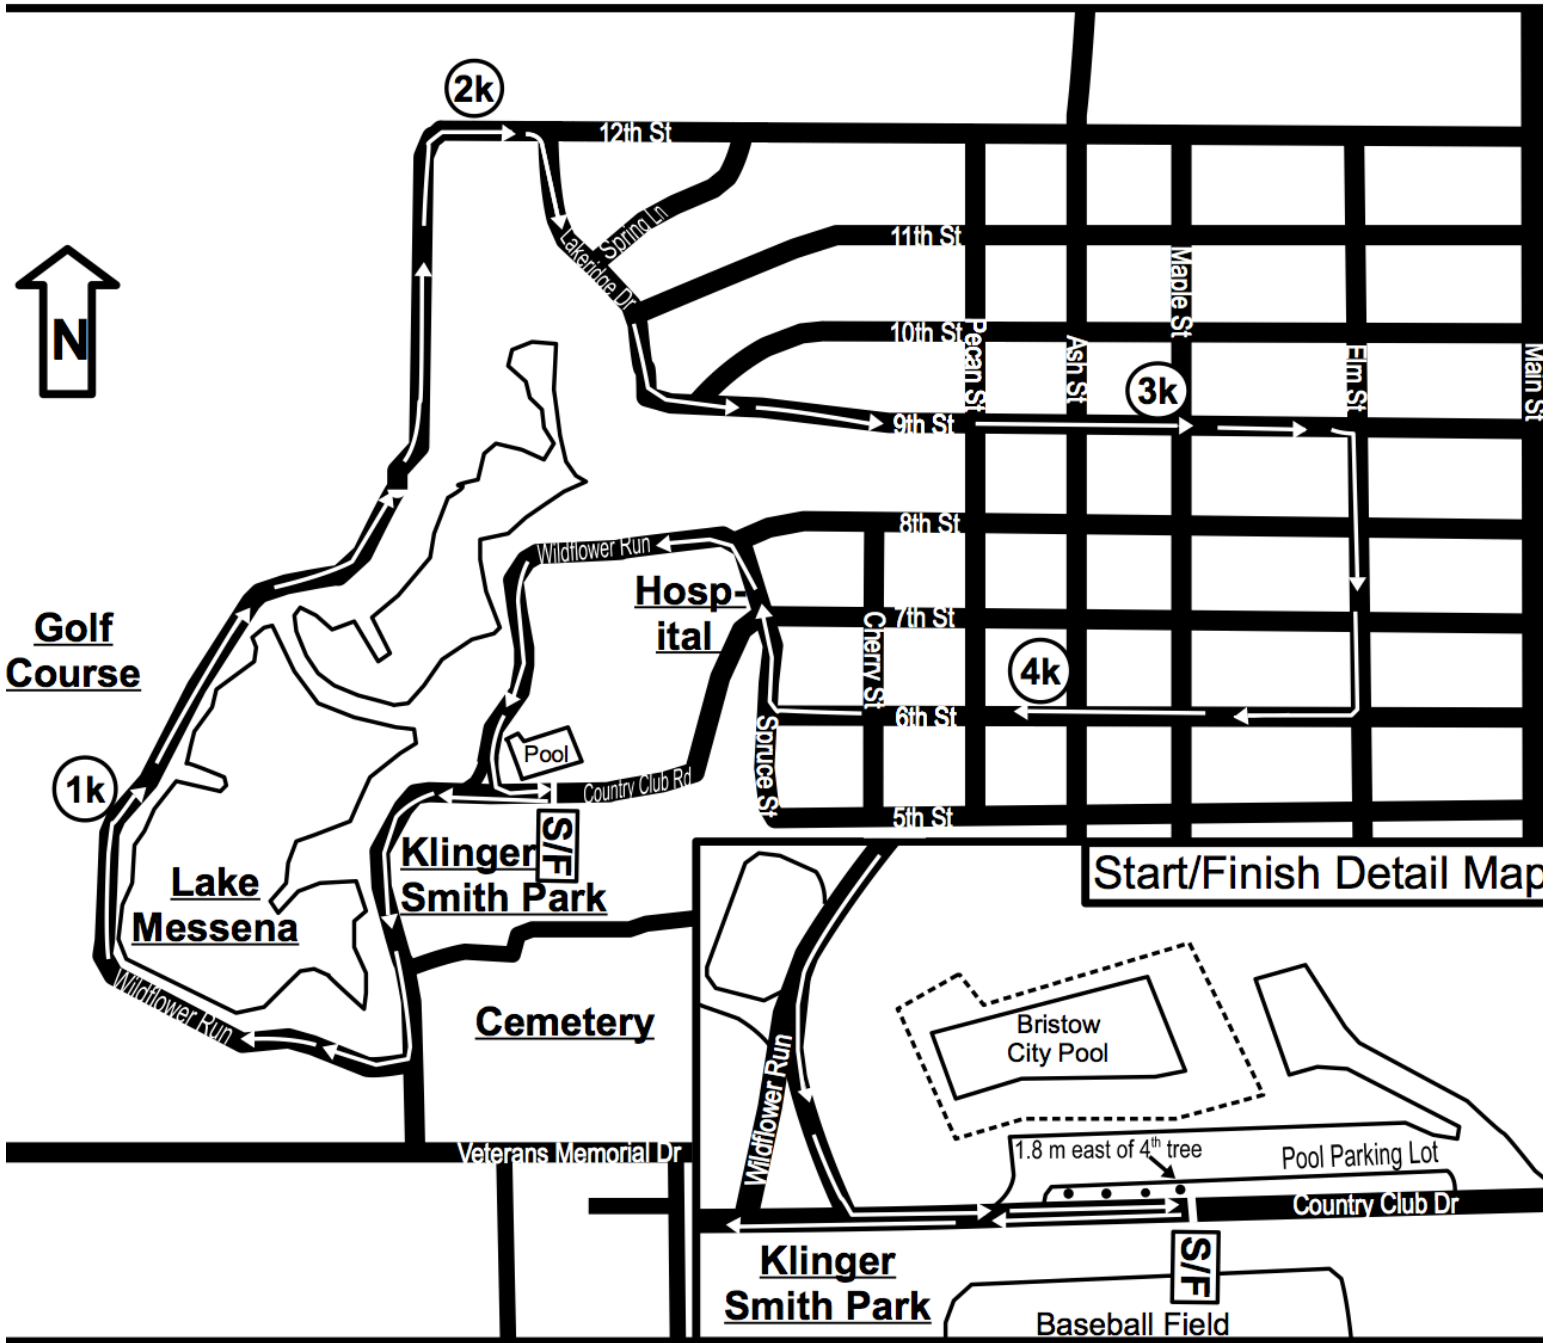 2k
12th St
Spring Ln
Lakeridge Dr
11th St
Maple St
N
10th St
Pecan St
Ash St
Elm St
Main St
3k
9th St
8th St
Wildflower Run
Hosp-
ital
7th St
Cherry St
Golf
Course
4k
6th St
Spruce St
Pool
Country Club Rd
1k
5th St
S/F
Klinger
Smith Park
Lake
Messena
Start/Finish Detail Map
Wildflower Run
Cemetery
Bristow
City Pool
Wildflower Run
Veterans Memorial Dr
1.8 m east of 4th tree
Pool Parking Lot
Country Club Dr
S/F
Klinger
Smith Park
Baseball Field